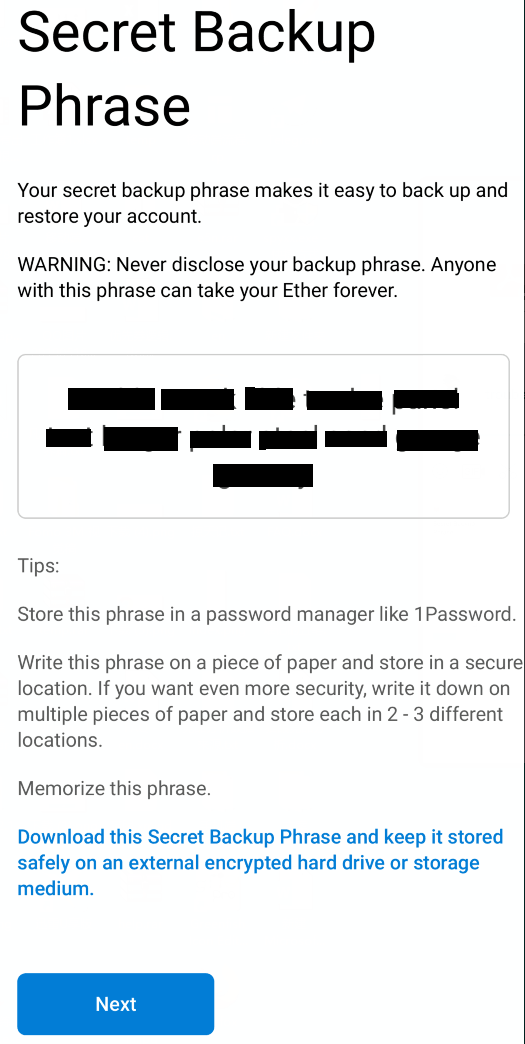 Secret Backup
Phrase
Your secret backup phrase makes it easy to back up and
restore your account.
WARNING: Never disclose your backup phrase. Anyone
with this phrase can take your Ether forever.
Tips:
Store this phrase in a password manager like 1Password.
Write this phrase on a piece of paper and store in a secure
location. If you want even more security, write it down on
multiple pieces of paper and store each in 2 - 3 different
locations.
Memorize this phrase.
Download this Secret Backup Phrase and keep it stored
safely on an external encrypted hard drive or storage
medium.
Next